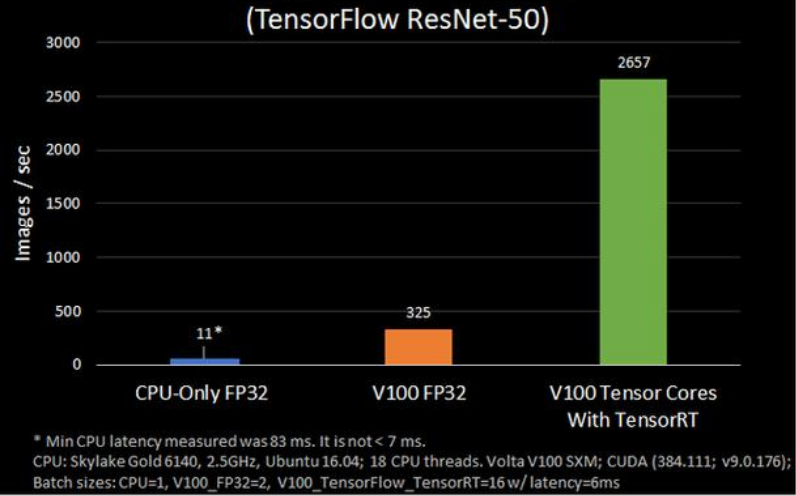 (TensorFlow ResNet-50)
3000
2500
2000
1500
1000
500
0
Images / sec
11*
325
2657
CPU-Only FP32
V100 FP32
V100 Tensor Cores
With TensorRT
* Min CPU latency measured was 83 ms. It is not < 7 ms.
CPU: Skylake Gold 6140, 2.5GHz, Ubuntu 16.04; 18 CPU threads. Volta V100 SXM; CUDA (384.111; v9.0.176);
Batch sizes: CPU=1, V100_FP32=2, V100_TensorFlow_TensorRT=16 w/ latency=6ms